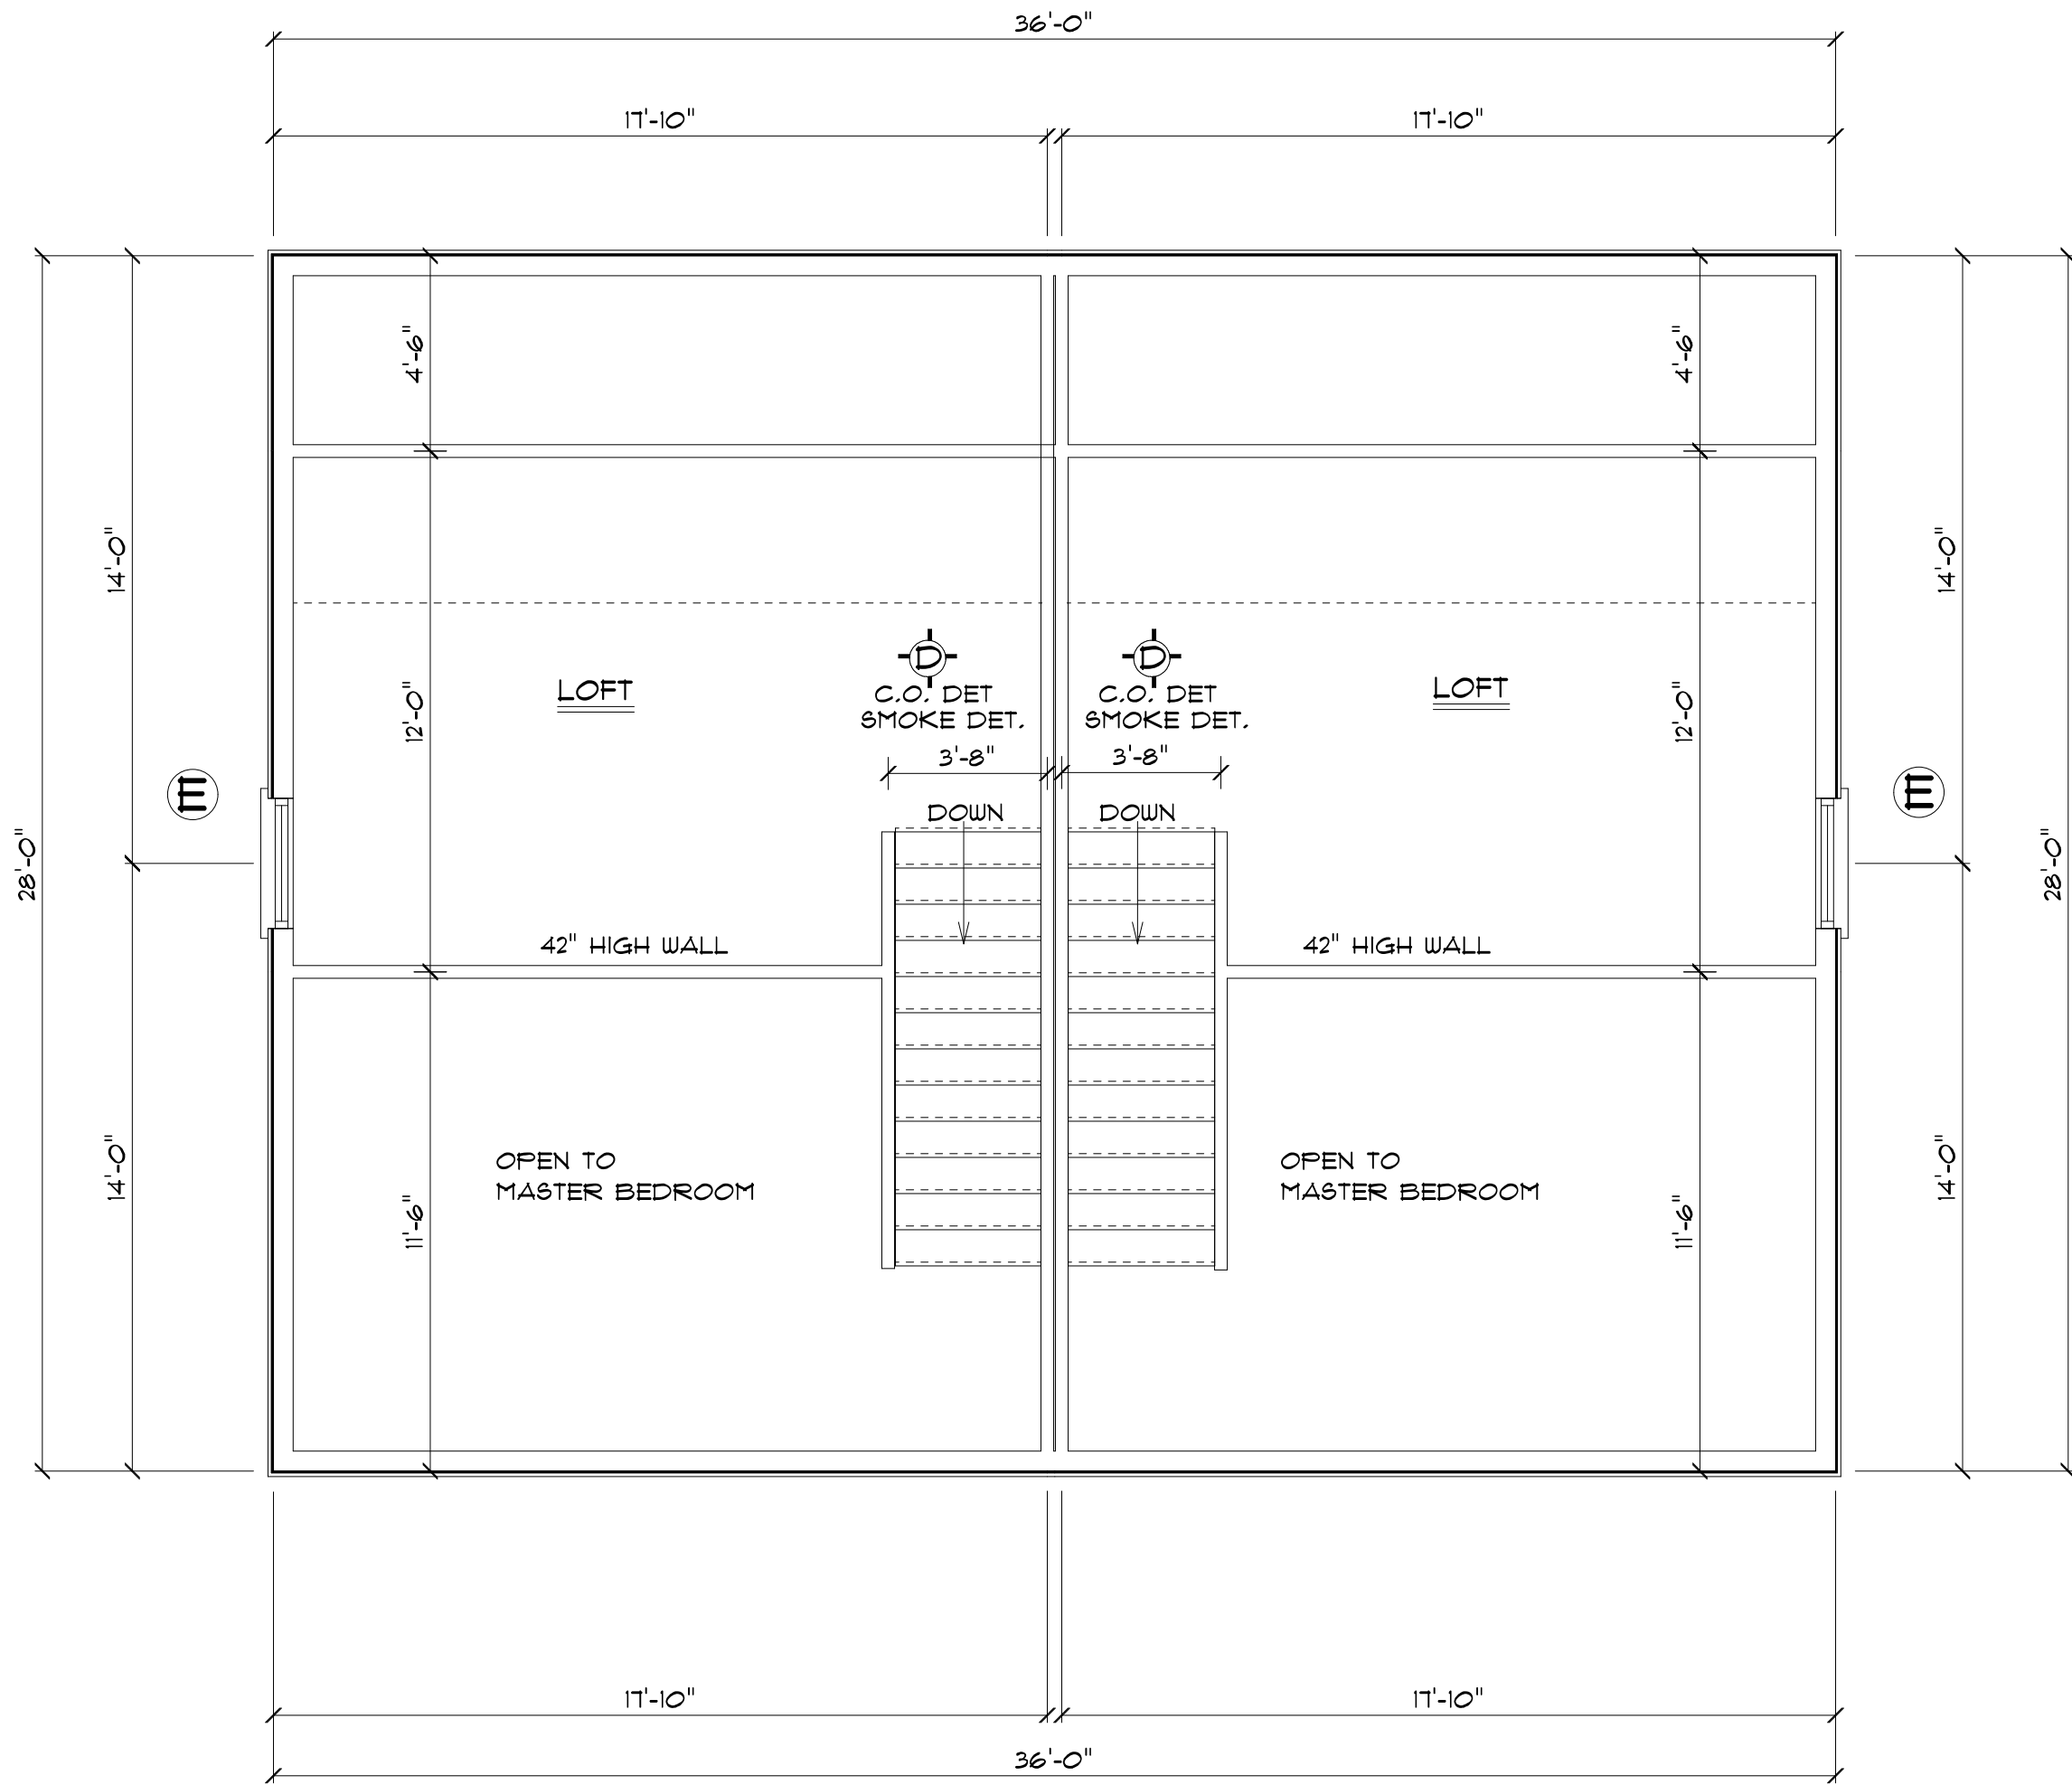 36'-0"
17'-10"
17'-10"
4'-6"
4'-6"
14'-0"
14'-0"
D
D
LOFT
C.O. DET
SMOKE DET.
C.O. DET
SMOKE DET.
LOFT
12'-0"
12'-0"
3'-8"
3'-8"
E
E
DOWN
DOWN
28'-0"
28'-0"
42" HIGH WALL
42" HIGH WALL
OPEN TO
MASTER BEDROOM
OPEN TO
MASTER BEDROOM
14'-0"
14'-0"
11'-6"
11'-6"
17'-10"
17'-10"
36'-0"